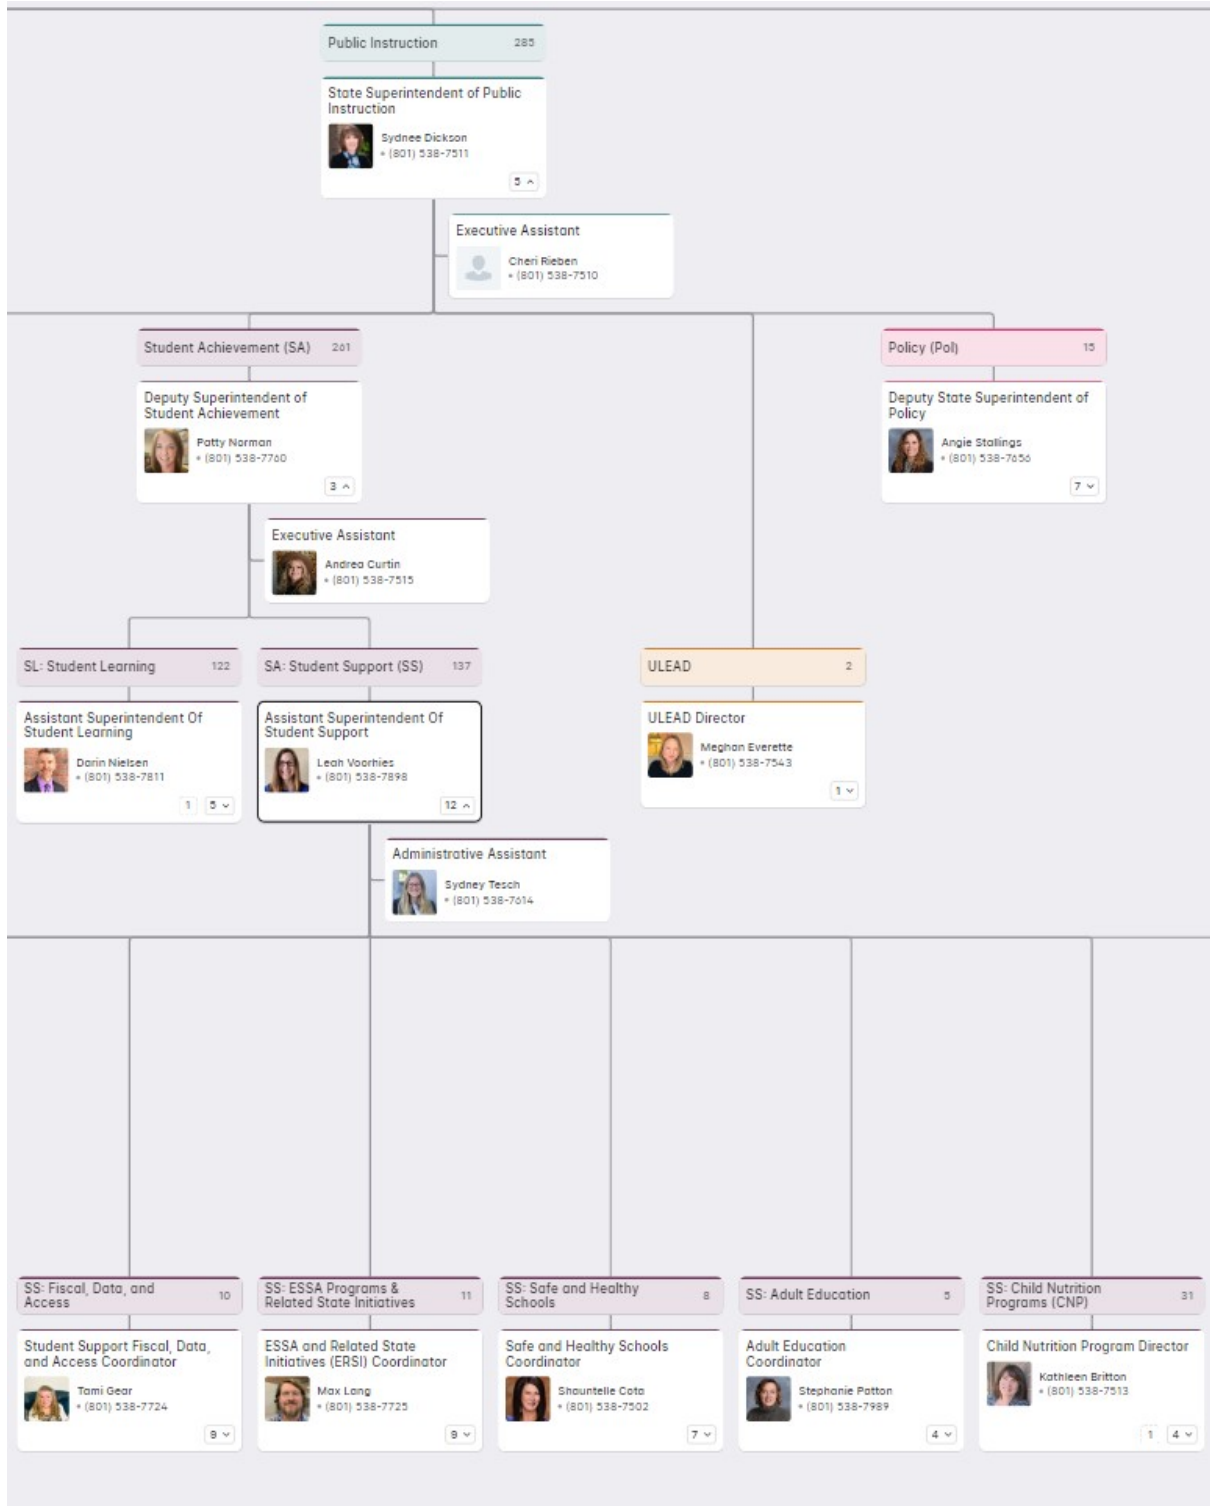 Public Instruction 285
State Superintendent of Public
Instruction
Sydnee Dickson
• (801) 538-7511
5
Executive Assistant
Cheri Rieben
• (801) 538-7510
Student Achievement (SA) 261
Deputy Superintendent of
Student Achievement
Patty Norman
• (801) 538-7760
3
Policy (Pol) 15
Deputy State Superintendent of
Policy
Angie Stallings
• (801) 538-7656
7
Executive Assistant
Andrea Curtin
• (801) 538-7515
SL: Student Learning 122
Assistant Superintendent Of
Student Learning
Darin Nielsen
• (801) 538-7811
1 5
SA: Student Support (SS) 137
Assistant Superintendent Of
Student Support
Leah Voorhies
• (801) 538-7898
12
ULEAD 2
ULEAD Director
Meghan Everette
• (801) 538-7543
1
Administrative Assistant
Sydney Tesch
• (801) 538-7614
SS: Fiscal, Data, and
Access 10
Student Support Fiscal, Data,
and Access Coordinator
Tami Gear
• (801) 538-7724
9
SS: ESSA Programs &
Related State Initiatives 11
ESSA and Related State
Initiatives (ERSI) Coordinator
Max Lang
• (801) 538-7725
9
SS: Safe and Healthy
Schools 8
Safe and Healthy Schools
Coordinator
Shauntelle Cota
• (801) 538-7502
7
SS: Adult Education 5
Adult Education
Coordinator
Stephanie Patton
• (801) 538-7989
4
SS: Child Nutrition
Programs (CNP) 31
Child Nutrition Program Director
Kathleen Britton
• (801) 538-7513
1 4